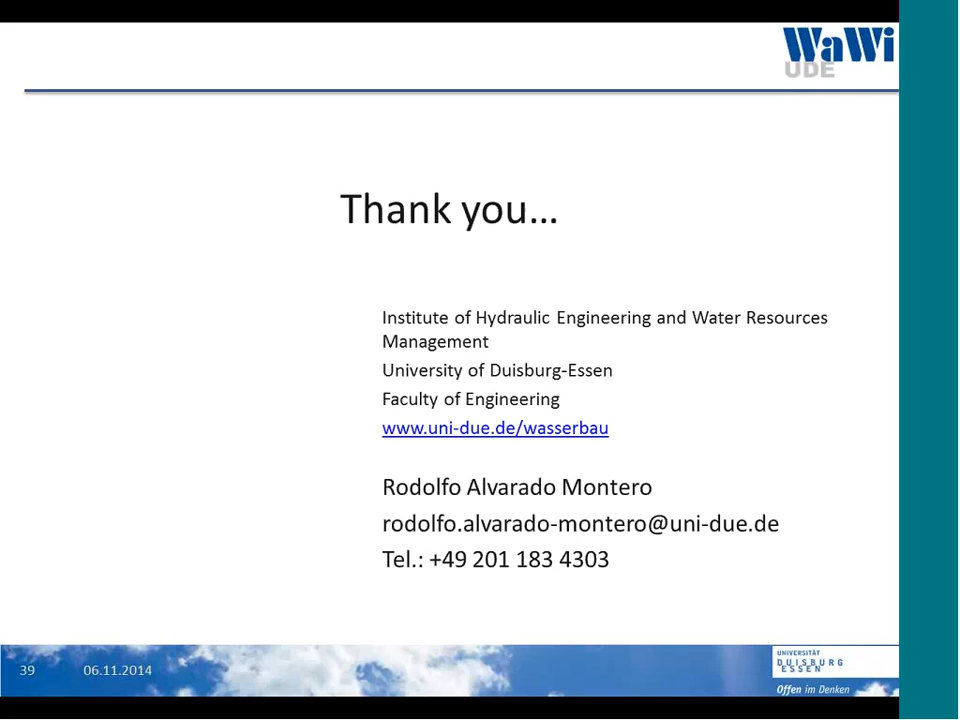 WaWi
UDE
Thank you…
Institute of Hydraulic Engineering and Water Resources
Management
University of Duisburg-Essen
Faculty of Engineering
www.uni-due.de/wasserbau
Rodolfo Alvarado Montero
rodolfo.alvarado-montero@uni-due.de
Tel.: +49 201 183 4303
39 06.11.2014
UNIVERSITÄT
DUISBURG
ESSEN
Offen im Denken